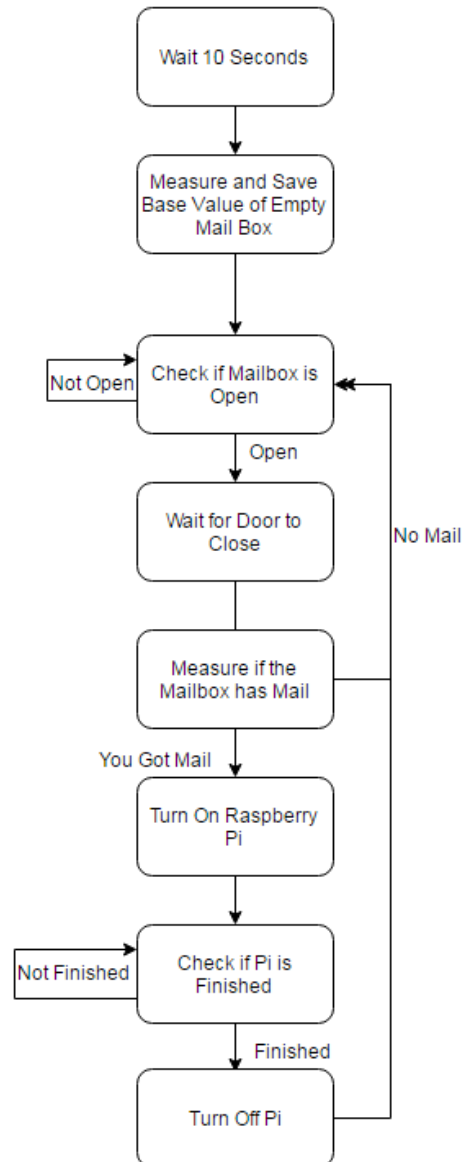 Wait 10 Seconds
Measure and Save
Base Value of Empty
Mail Box
Check if Mailbox is
Open
Not Open
Open
Wait for Door to
Close
No Mail
Measure if the
Mailbox has Mail
You Got Mail
Turn On Raspberry
Pi
Check if Pi is
Finished
Not Finished
Finished
Turn Off Pi